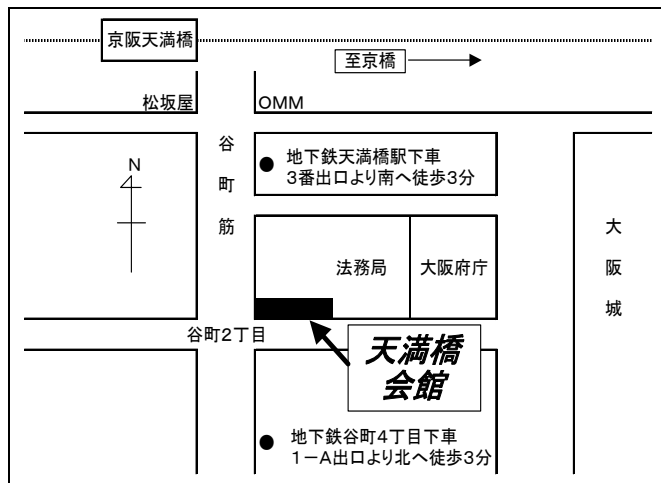 京阪天満橋
至京橋
松坂屋
OMM
谷町筋
N
地下鉄天満橋駅下車
3番出口より南へ徒歩3分
法務局
大阪府庁
大阪城
谷町2丁目
天満橋
会館
地下鉄谷町4丁目下車
1－A出口より北へ徒歩3分